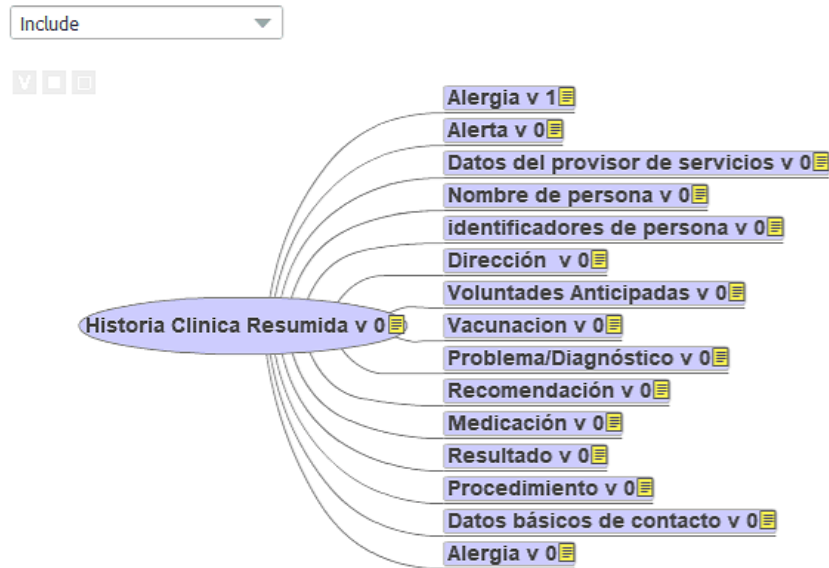 Include
V
Alergia v 1
Alerta v 0
Datos del provisor de servicios v 0
Nombre de persona v 0
identificadores de persona v 0
Dirección v 0
Voluntades Anticipadas v 0
Historia Clinica Resumida v 0
Vacunacion v 0
Problema/Diagnóstico v 0
Recomendación v 0
Medicación v 0
Resultado v 0
Procedimiento v 0
Datos básicos de contacto v 0
Alergia v 0